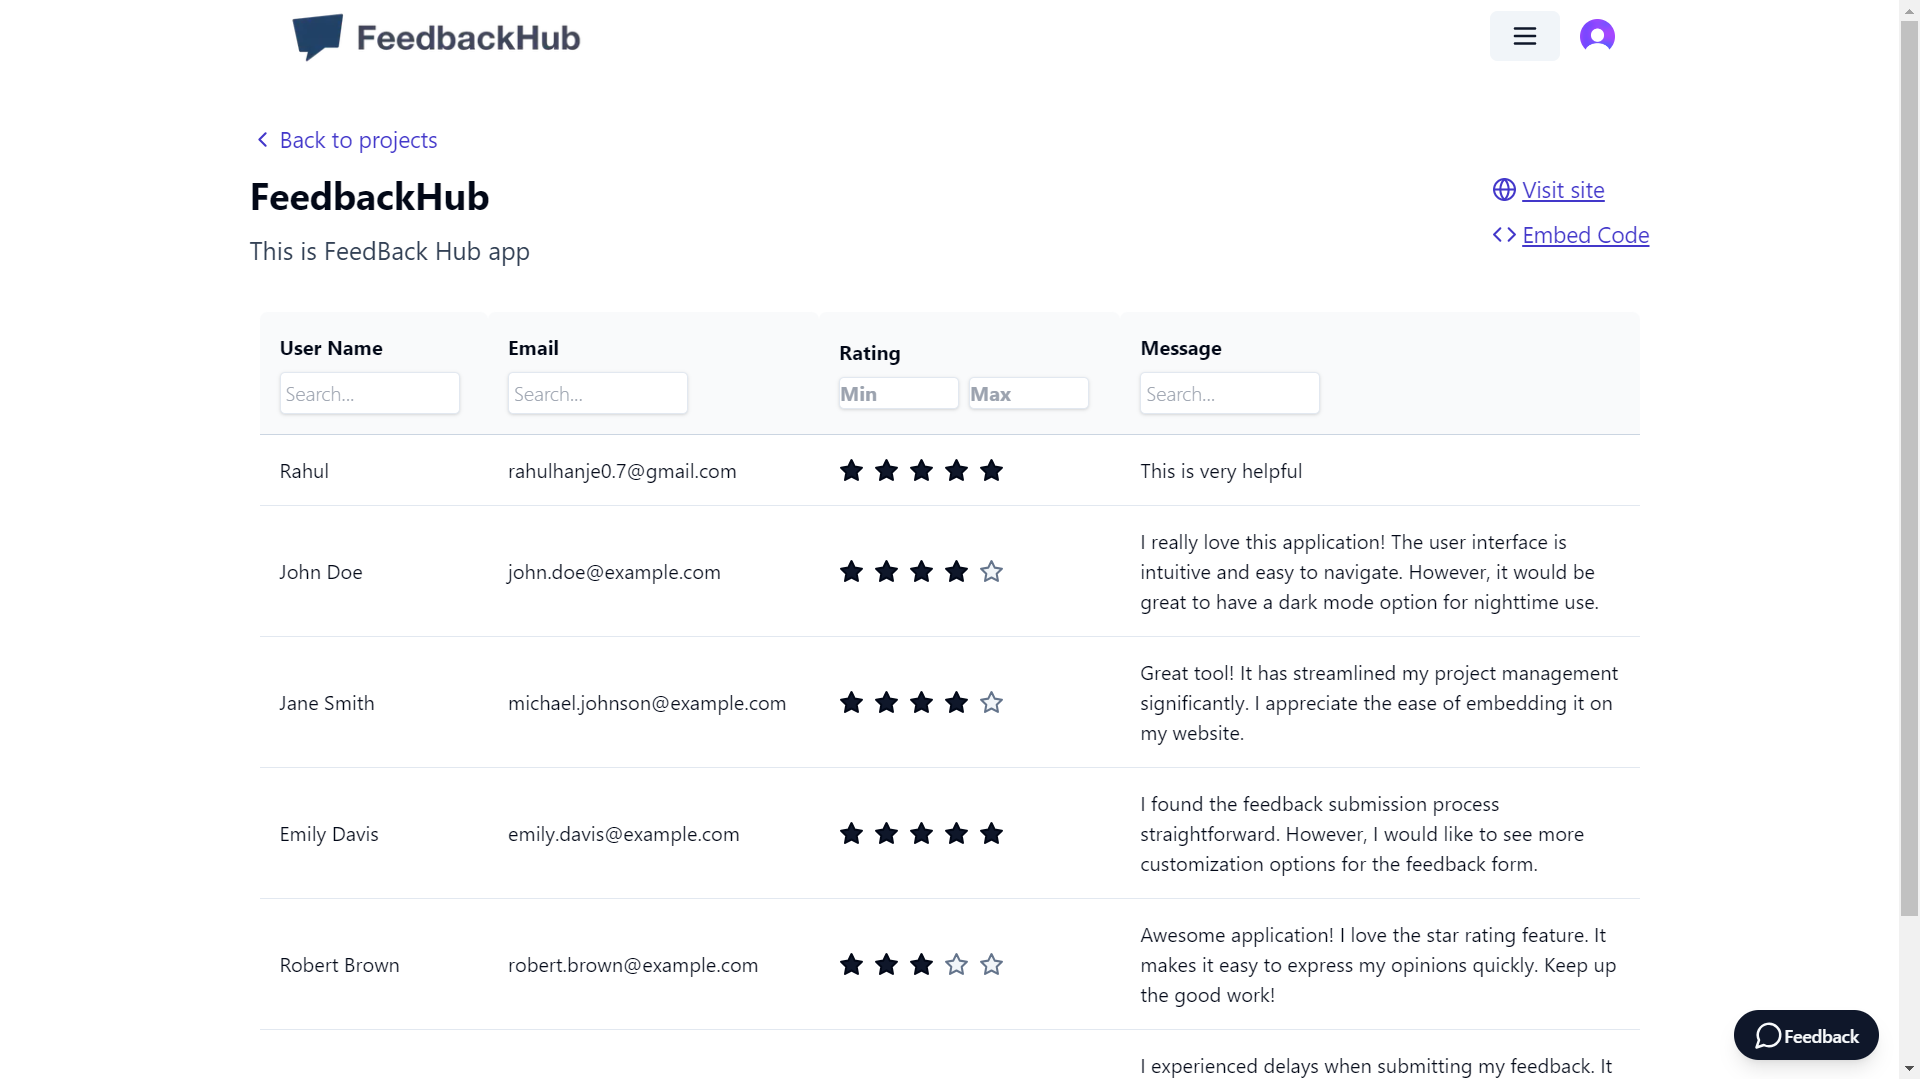 FeedbackHub
Back to projects
FeedbackHub
This is FeedBack Hub app
Visit site
Embed Code
User Name
Email
Rating
Message
Search...
Search...
Min
Max
Search...
Rahul
rahulhanje0.7@gmail.com
This is very helpful
John Doe
john.doe@example.com
I really love this application! The user interface is
intuitive and easy to navigate. However, it would be
great to have a dark mode option for nighttime use.
Jane Smith
michael.johnson@example.com
Great tool! It has streamlined my project management
significantly. I appreciate the ease of embedding it on
my website.
Emily Davis
emily.davis@example.com
I found the feedback submission process
straightforward. However, I would like to see more
customization options for the feedback form.
Robert Brown
robert.brown@example.com
Awesome application! I love the star rating feature. It
makes it easy to express my opinions quickly. Keep up
the good work!
Feedback
I experienced delays when submitting my feedback. It